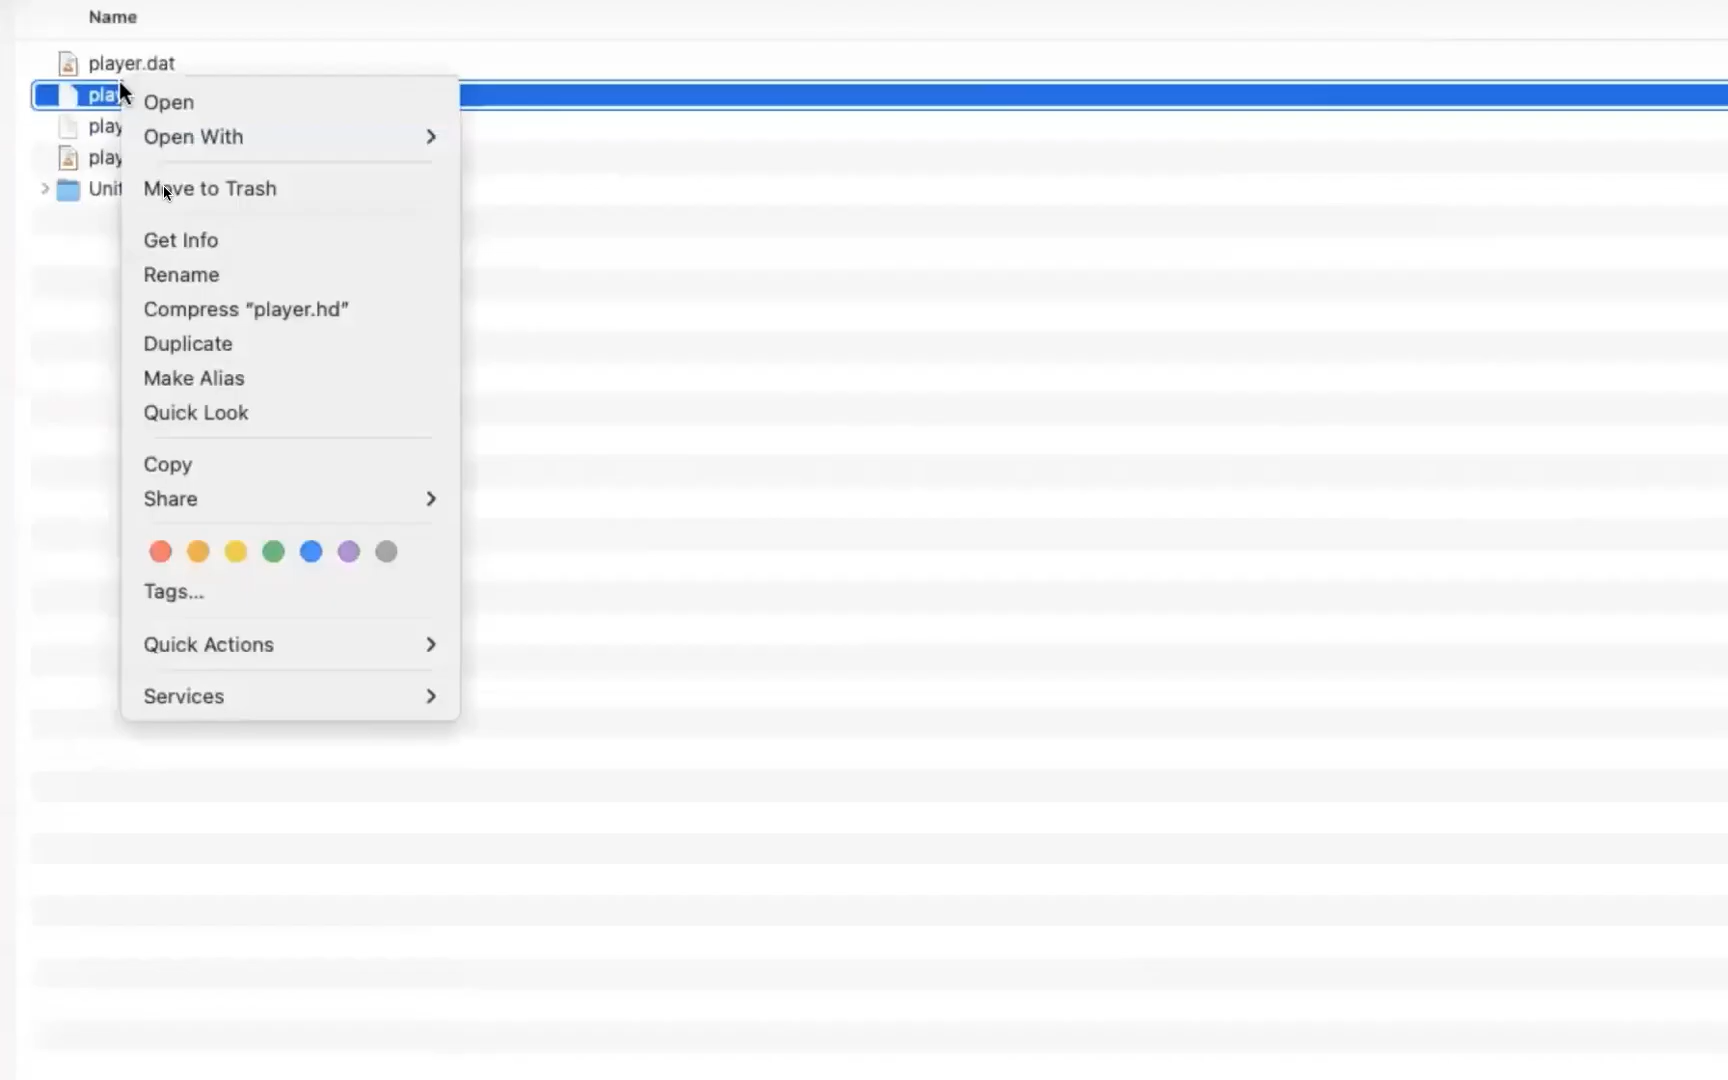 Name
player.dat
play
Open
Open With
play
play
Unit
Move to Trash
Get Info
Rename
Compress “player.hd”
Duplicate
Make Alias
Quick Look
Copy
Share
Tags...
Quick Actions
Services